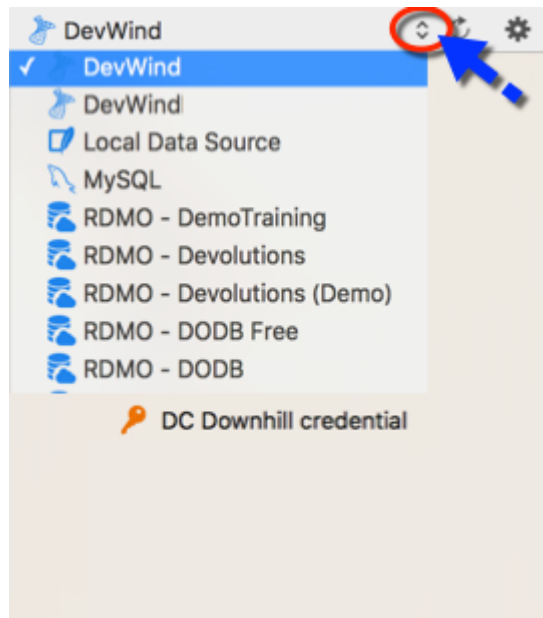 DevWind
DevWind
DevWind
Local Data Source
MySQL
RDMO - DemoTraining
RDMO - Devolutions
RDMO - Devolutions (Demo)
RDMO - DODB Free
RDMO - DODB
DC Downhill credential